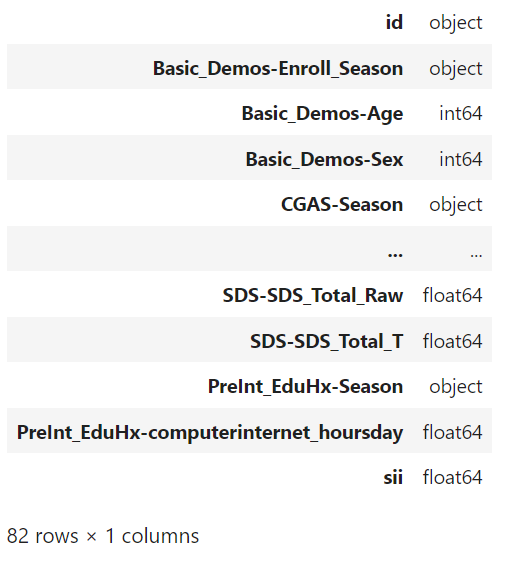 id object
Basic_Demos-Enroll_Season object
Basic_Demos-Age int64
Basic_Demos-Sex int64
CGAS-Season object
... ...
SDS-SDS_Total_Raw float64
SDS-SDS_Total_T float64
PreInt_EduHx-Season object
PreInt_EduHx-computerinternet_hoursday float64
sii float64
82 rows × 1 columns